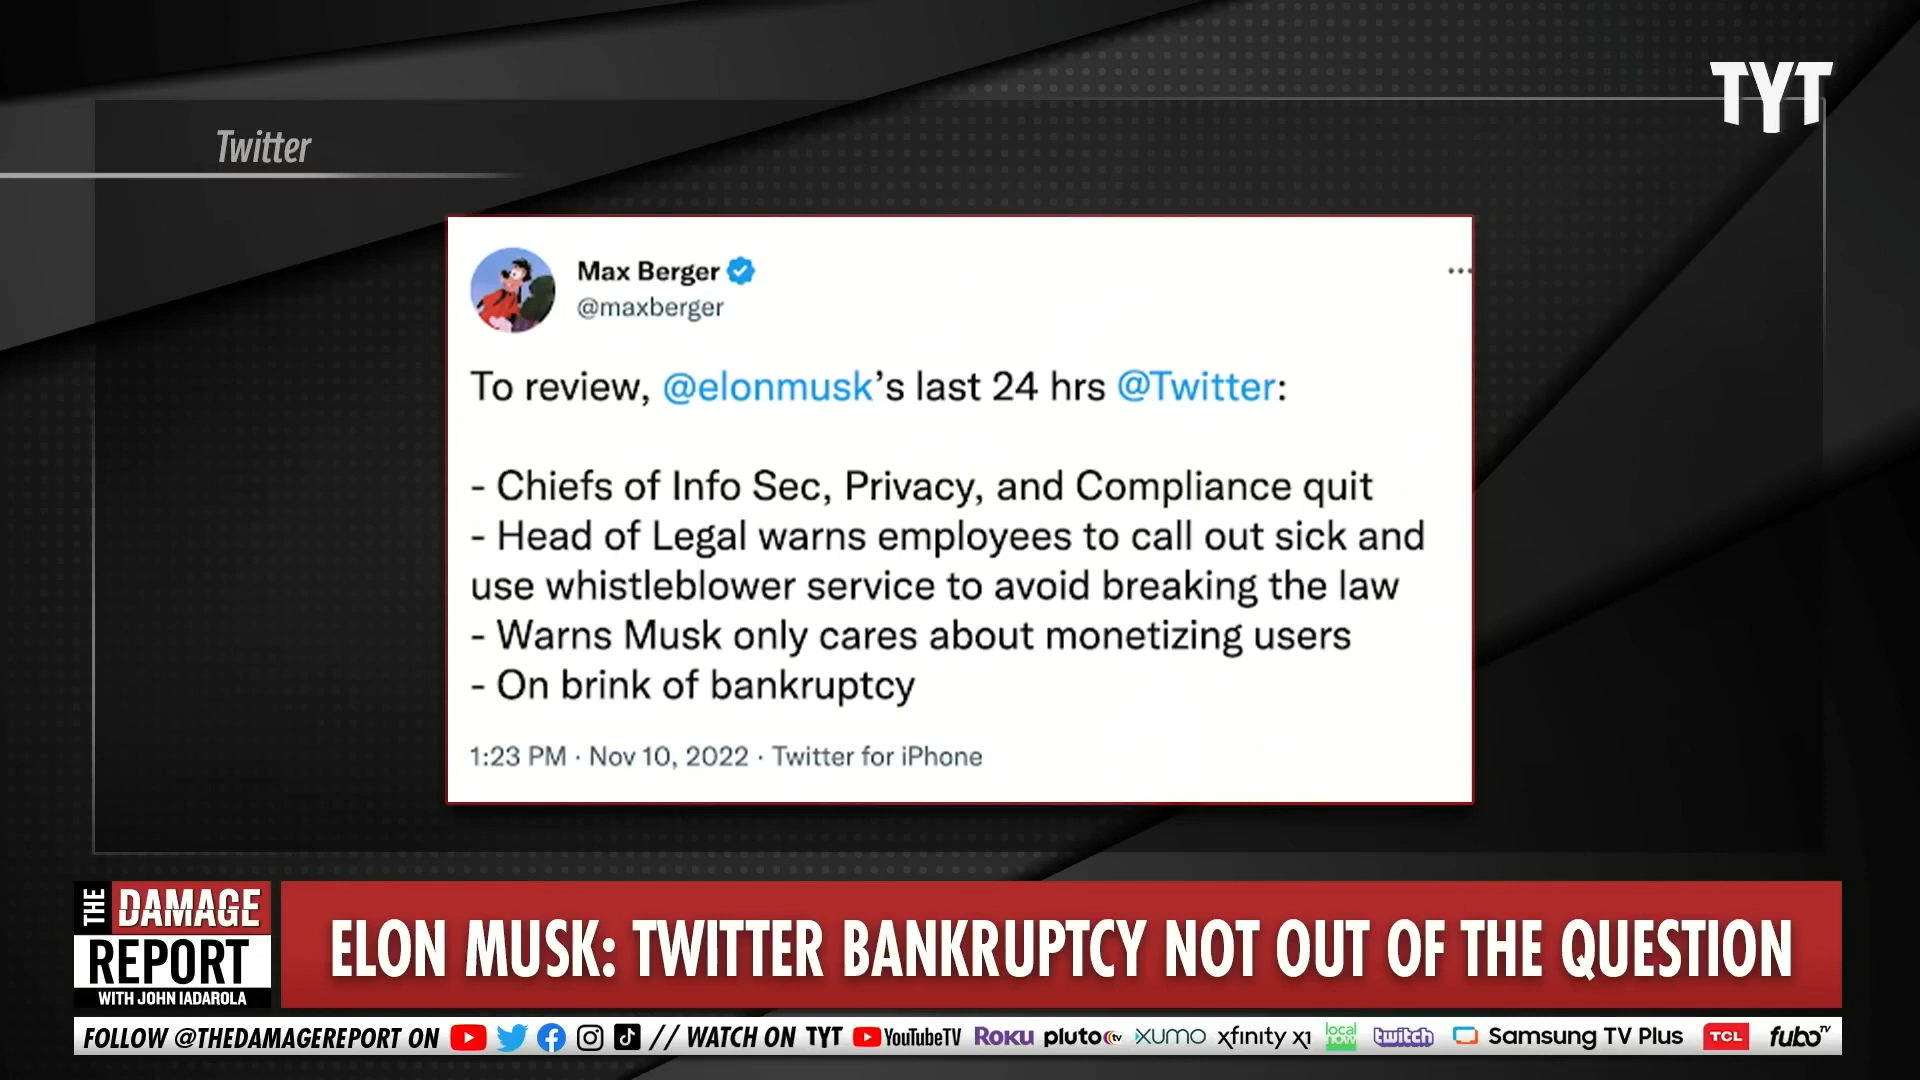 TYT
Twitter
Max Berger
@maxberger
To review, @elonmusk's last 24 hrs @Twitter:
- Chiefs of Info Sec, Privacy, and Compliance quit
- Head of Legal warns employees to call out sick and
use whistleblower service to avoid breaking the law
- Warns Musk only cares about monetizing users
- On brink of bankruptcy
1:23 PM · Nov 10, 2022 · Twitter for iPhone
THE DAMAGE
REPORT
WITH JOHN IADAROLA
ELON MUSK: TWITTER BANKRUPTCY NOT OUT OF THE QUESTION
FOLLOW @THEDAMAGEREPORT ON // WATCH ON TYT YouTubeTV ROKU pluto tv XUMO xfinity x1 local now twitch Samsung TV Plus TCL fubo TV